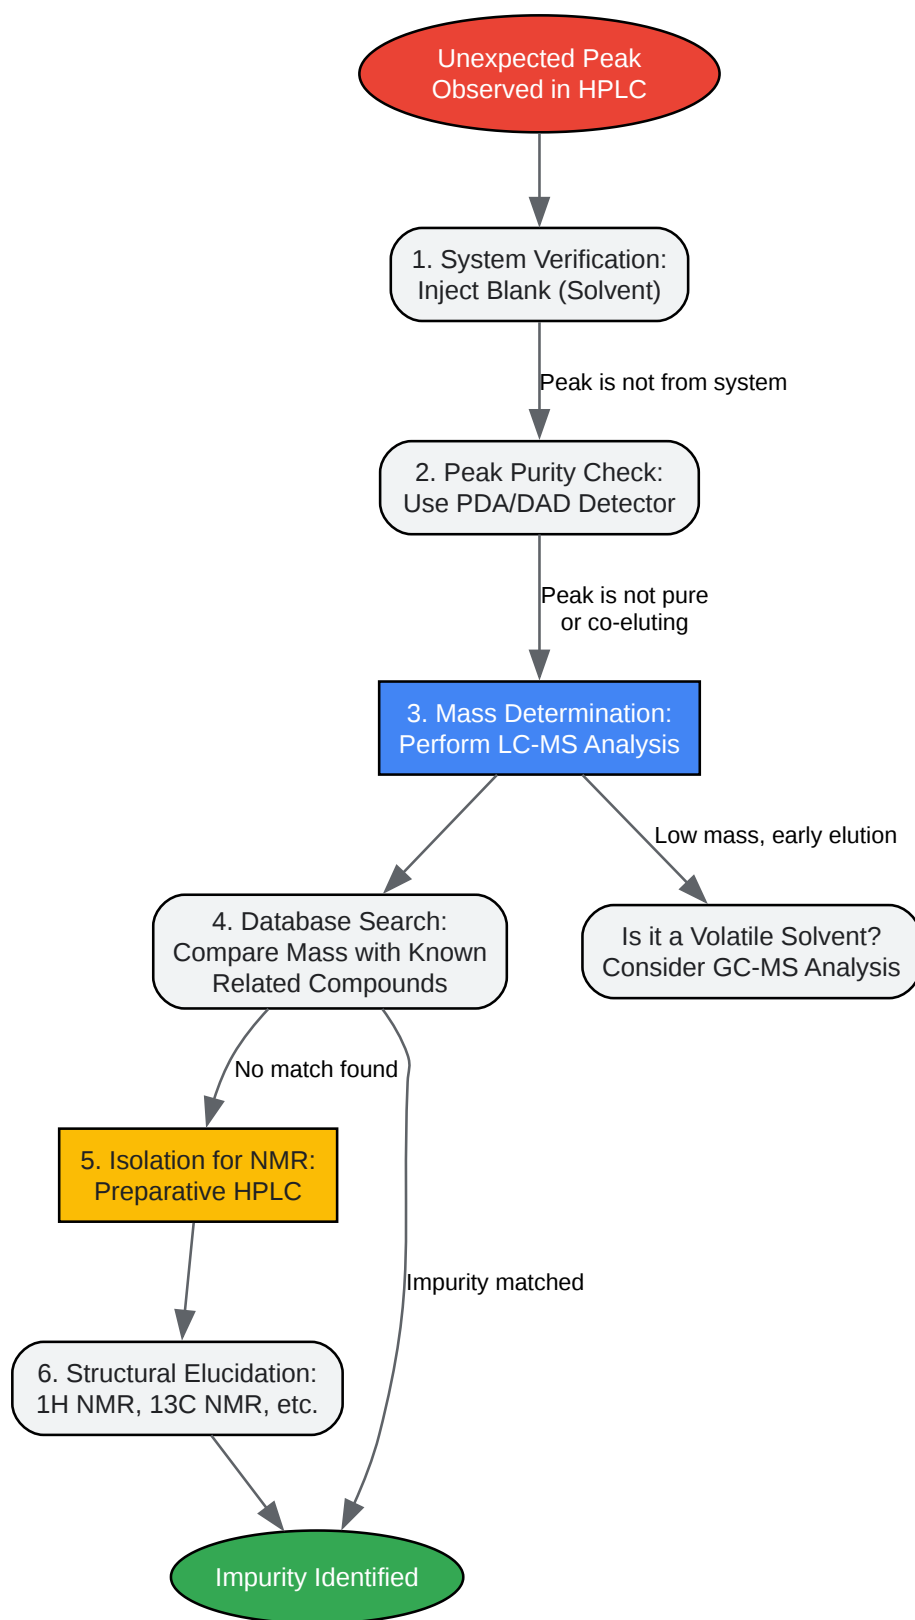 Unexpected Peak
Observed in HPLC
1. System Verification:
Inject Blank (Solvent)
Peak is not from system
2. Peak Purity Check:
Use PDA/DAD Detector
Peak is not pure
or co-eluting
3. Mass Determination:
Perform LC-MS Analysis
Low mass, early elution
4. Database Search:
Compare Mass with Known
Related Compounds
Is it a Volatile Solvent?
Consider GC-MS Analysis
No match found
5. Isolation for NMR:
Preparative HPLC
Impurity matched
6. Structural Elucidation:
1H NMR, 13C NMR, etc.
Impurity Identified